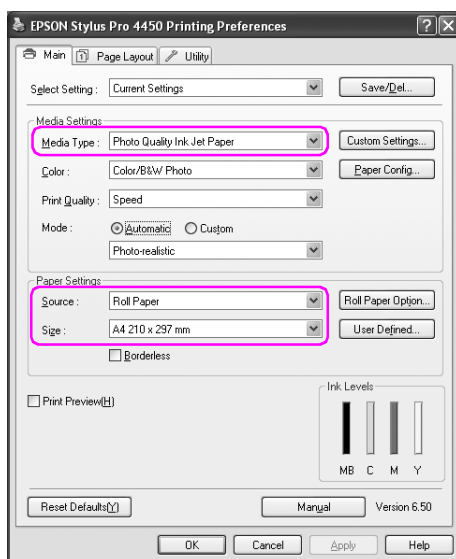 EPSON Stylus Pro 4450 Printing Preferences
Main Page Layout Utility
Select Setting : Current Settings Save/Del...
Media Settings
Media Type : Photo Quality Ink Jet Paper Custom Settings...
Color : Color/B&W Photo Paper Config...
Print Quality : Speed
Mode : Automatic Custom
Photo-realistic
Paper Settings
Source : Roll Paper Roll Paper Option...
Size : A4 210 x 297 mm User Defined...
Borderless
Print Preview(H) Ink Levels
MB C M Y
Reset Defaults(Y) Manual Version 6.50
OK Cancel Apply Help